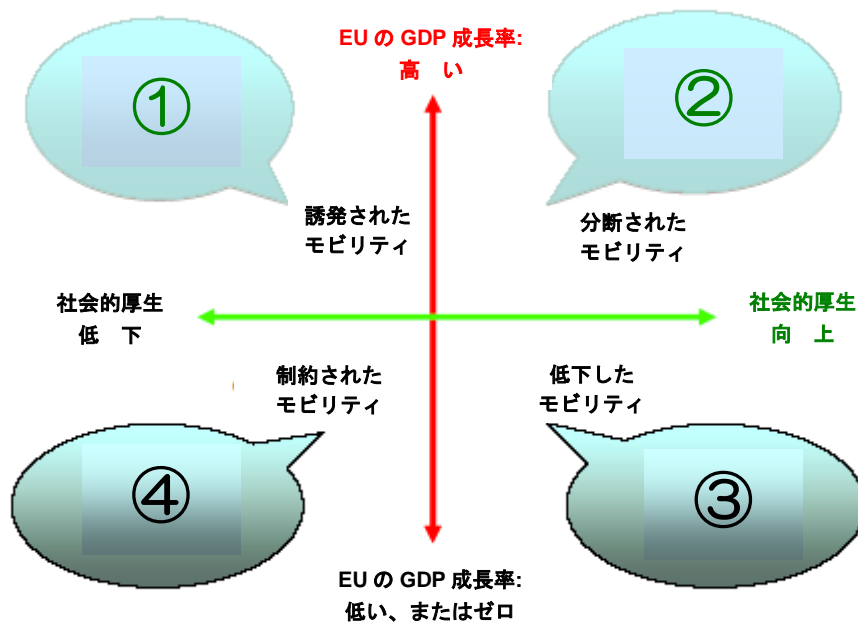 EU の GDP 成長率:
高　い
①
②
誘発された
モビリティ
分断された
モビリティ
社会的厚生
低　下
社会的厚生
向　上
制約された
モビリティ
低下した
モビリティ
④
③
EU の GDP 成長率:
低い、またはゼロ